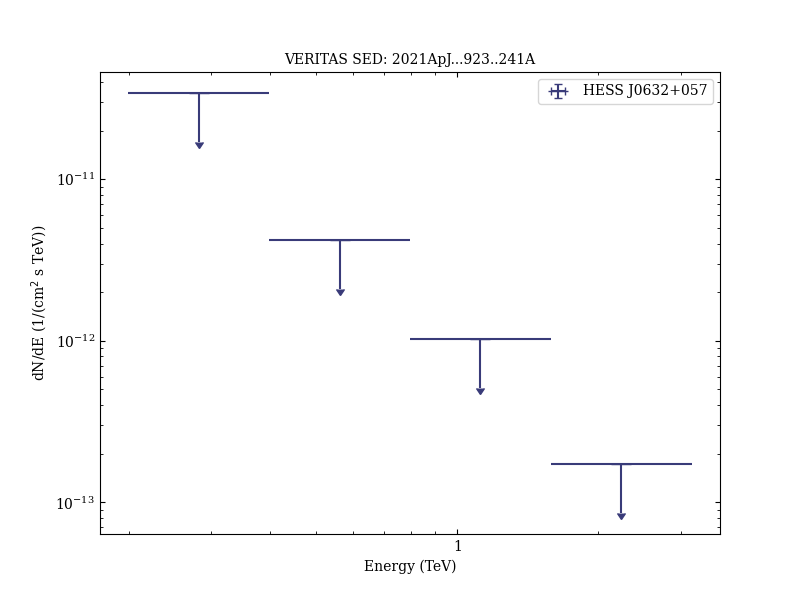 VERITAS SED: 2021ApJ...923..241A
HESS J0632+057
10⁻¹¹
10⁻¹²
10⁻¹³
dN/dE (1/(cm² s TeV))
1
Energy (TeV)